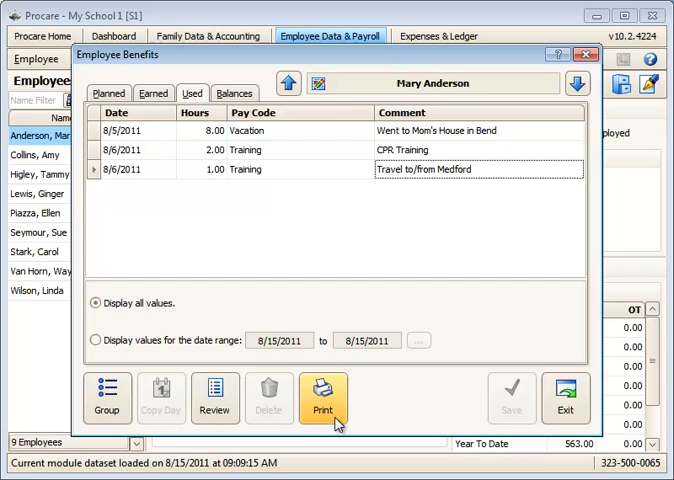 Procare - My School 1 [S1]
Procare Home Dashboard Family Data & Accounting Employee Data & Payroll Expenses & Ledger v10.2.4224
Employee
Employee Benefits
Employees
Planned Earned Used Balances
Mary Anderson
Name Filter
Date Hours Pay Code Comment
8/5/2011 8.00 Vacation Went to Mom's House in Bend
8/6/2011 2.00 Training CPR Training
8/6/2011 1.00 Training Travel to/from Medford
Anderson, Mar
Collins, Amy
Higley, Tammy
Lewis, Ginger
Piazza, Ellen
Seymour, Sue
Stark, Carol
Van Horn, Way
Wilson, Linda
ployed
Display all values.
Display values for the date range: 8/15/2011 to 8/15/2011 ...
OT
0.00
0.00
0.00
0.00
0.00
0.00
Group Copy Day Review Delete Print Save Exit
9 Employees
Year To Date 563.00 0.00
Current module dataset loaded on 8/15/2011 at 09:09:15 AM 323-500-0065